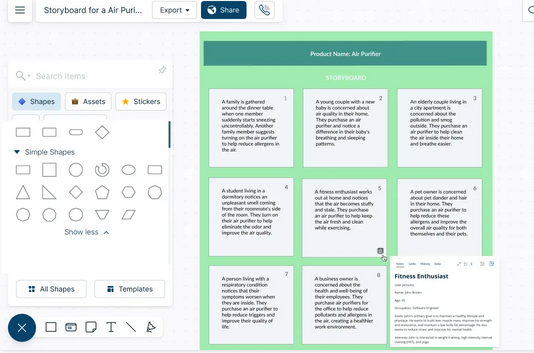 Storyboard for a Air Puri...
Export
Share
Search Items
Shapes
Assets
Stickers
Simple Shapes
Show less
All Shapes
Templates
Product Name: Air Purifier
STORYBOARD
1
A family is gathered
around the dinner table
when one member
suddenly starts sneezing
uncontrollably. Another
family member suggests
turning on the air purifier
to help reduce allergens in
the air.
2
A young couple with a new
baby is concerned about
air quality in their home.
They purchase an air
purifier and notice a
difference in their baby's
breathing and sleeping
patterns.
3
An elderly couple living in
a city apartment is
concerned about the
pollution and smog
outside. They purchase an
air purifier to help clean
the air inside their home
and breathe easier.
4
A student living in a
dormitory notices an
unpleasant smell coming
from their roommate's side
of the room. They turn on
their air purifier to help
eliminate the odor and
improve the air quality.
5
A fitness enthusiast works
out at home and notices
that the air becomes stuffy
and stale. They purchase
an air purifier to help keep
the air fresh and clean
while exercising.
6
A pet owner is concerned
about pet dander and hair
in their home. They
purchase an air purifier to
help reduce these
allergens and improve the
overall air quality for both
themselves and their pets.
7
A person living with a
respiratory condition
notices that their
symptoms worsen when
they are inside. They
purchase an air purifier to
help reduce triggers and
improve their quality of
life.
8
A business owner is
concerned about the
health and well-being of
their employees. They
purchase air purifiers for
the office to help reduce
pollutants and allergens in
the air, creating a healthier
work environment.
Fitness Enthusiast